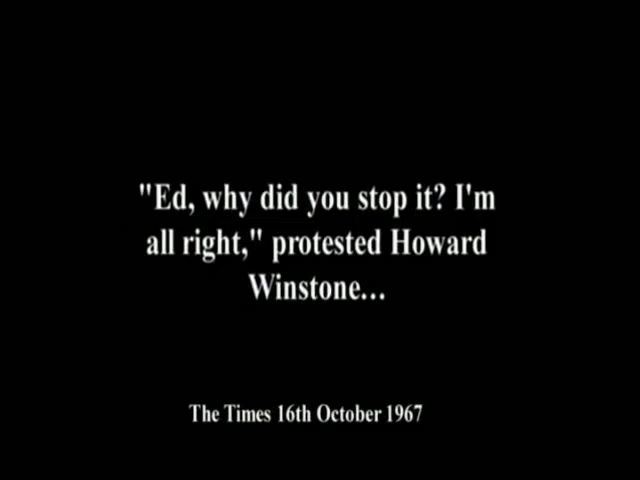 "Ed, why did you stop it? I'm
all right," protested Howard
Winstone...
The Times 16th October 1967